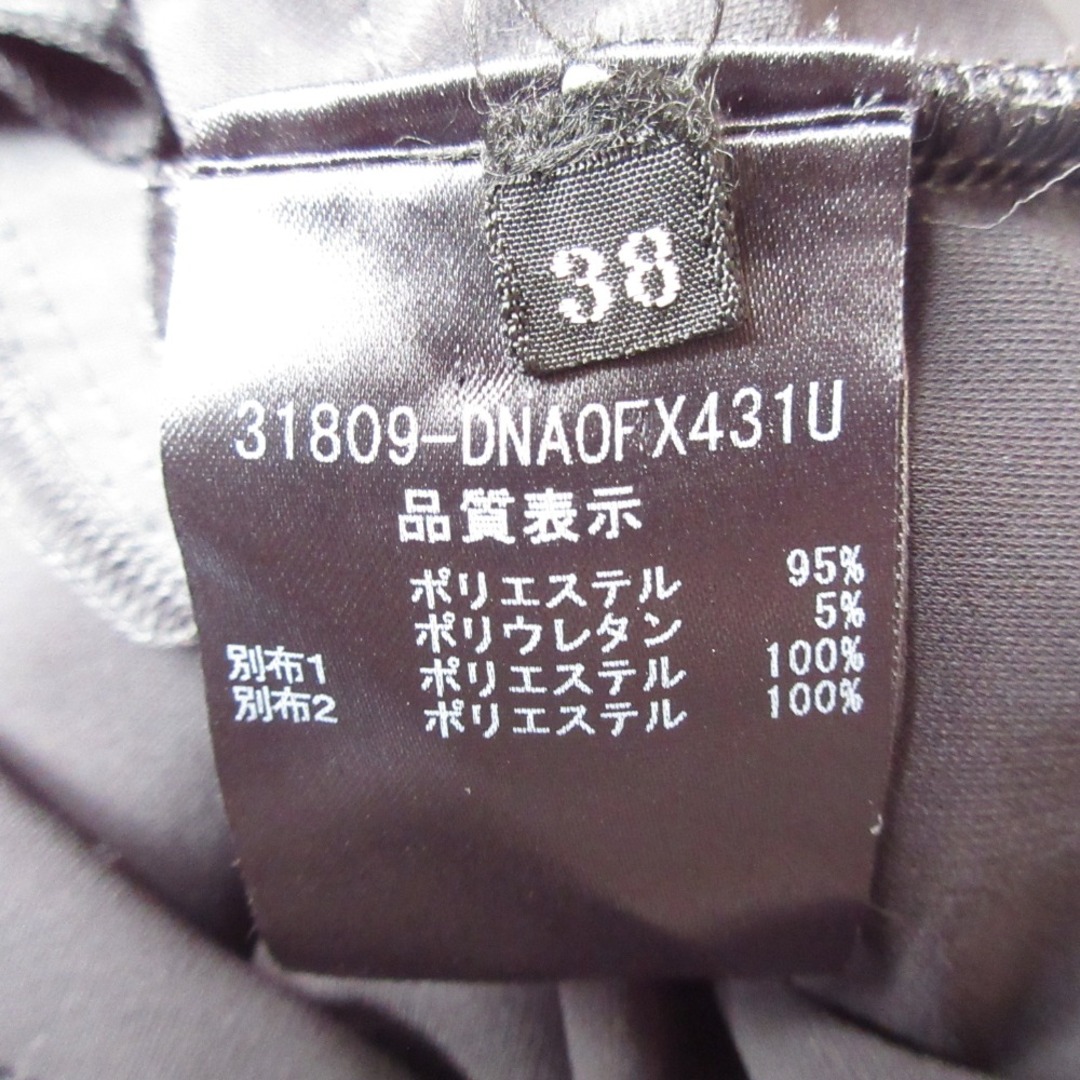 38
31809-DNA0FX431U
品質表示
ポリエステル 95%
ポリウレタン 5%
別布1 ポリエステル 100%
別布2 ポリエステル 100%